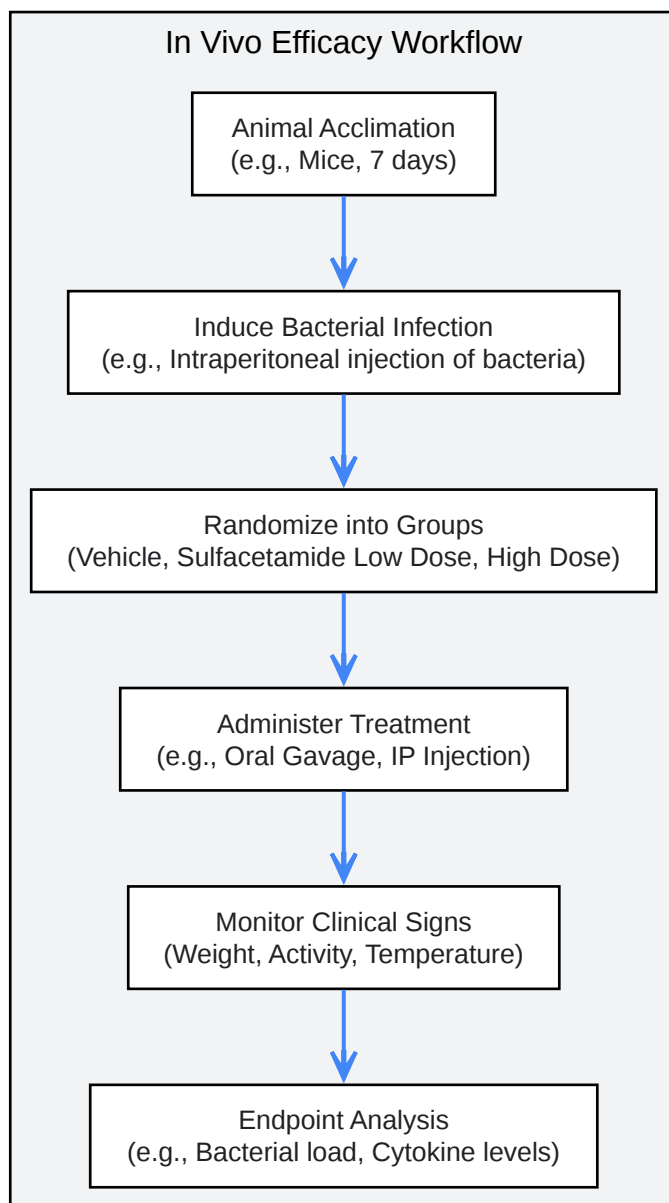 In Vivo Efficacy Workflow
Animal Acclimation
(e.g., Mice, 7 days)
Induce Bacterial Infection
(e.g., Intraperitoneal injection of bacteria)
Randomize into Groups
(Vehicle, Sulfacetamide Low Dose, High Dose)
Administer Treatment
(e.g., Oral Gavage, IP Injection)
Monitor Clinical Signs
(Weight, Activity, Temperature)
Endpoint Analysis
(e.g., Bacterial load, Cytokine levels)